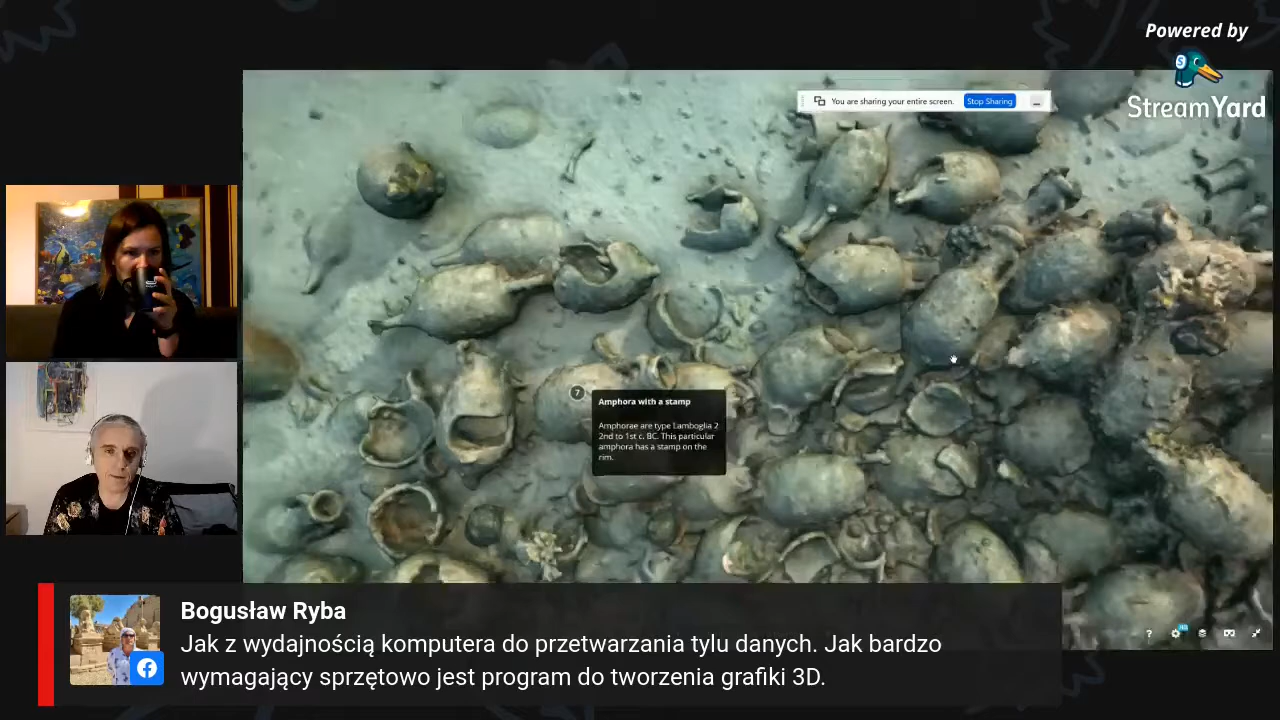 Powered by
StreamYard
You are sharing your entire screen.
Stop Sharing
7
Amphora with a stamp
Amphorae are type Lamboglia 2
2nd to 1st c. BC. This particular
amphora has a stamp on the
rim.
Bogusław Ryba
Jak z wydajnością komputera do przetwarzania tylu danych. Jak bardzo
wymagający sprzętowo jest program do tworzenia grafiki 3D.
?
HD